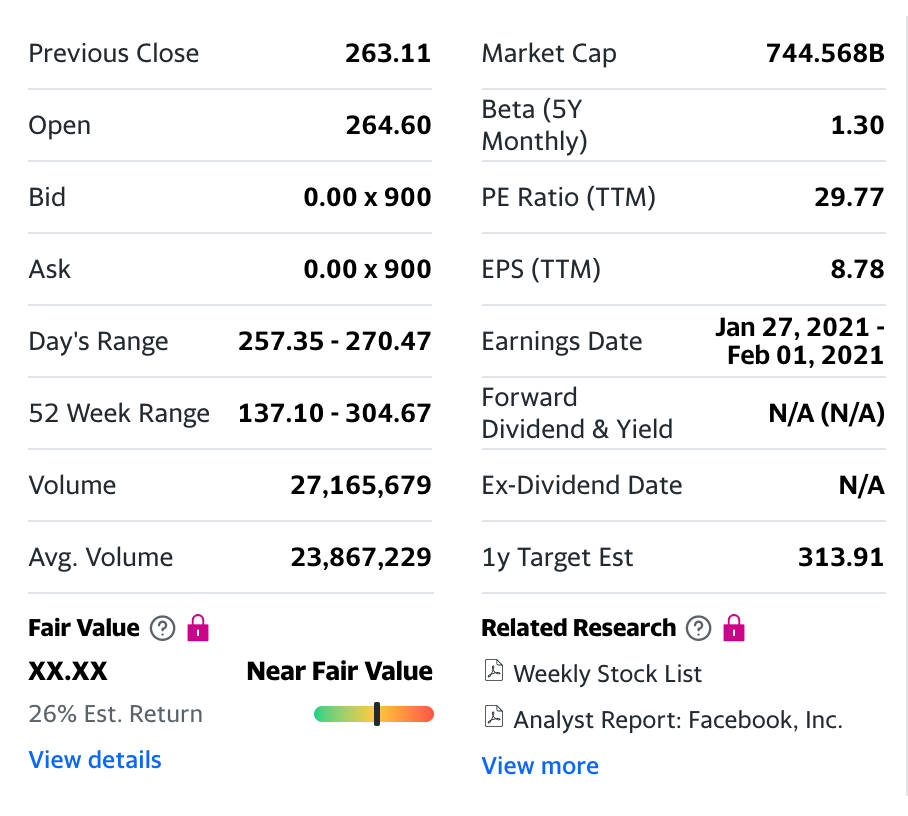 Previous Close 263.11
Open 264.60
Bid 0.00 x 900
Ask 0.00 x 900
Day's Range 257.35 - 270.47
52 Week Range 137.10 - 304.67
Volume 27,165,679
Avg. Volume 23,867,229
Fair Value
XX.XX Near Fair Value
26% Est. Return
View details
Market Cap 744.568B
Beta (5Y
Monthly) 1.30
PE Ratio (TTM) 29.77
EPS (TTM) 8.78
Earnings Date Jan 27, 2021 -
Feb 01, 2021
Forward
Dividend & Yield N/A (N/A)
Ex-Dividend Date N/A
1y Target Est 313.91
Related Research
Weekly Stock List
Analyst Report: Facebook, Inc.
View more